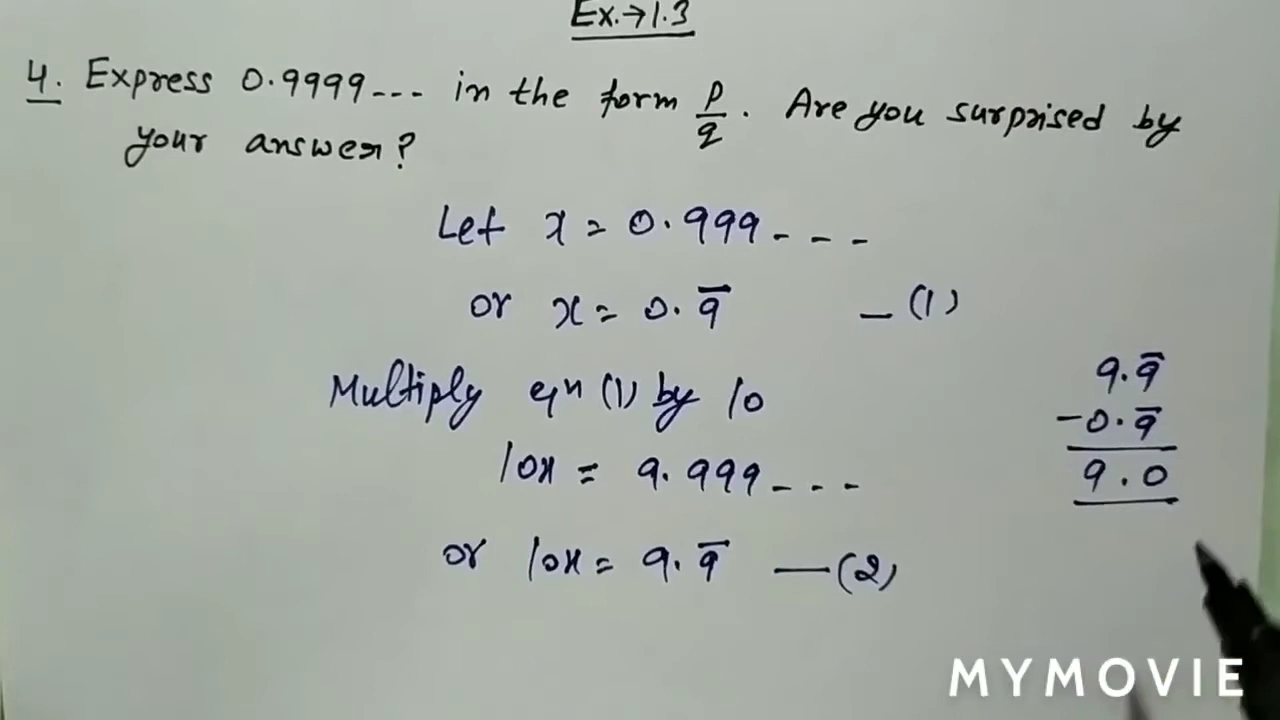 Ex.→1.3
4. Express 0.9999--- in the form p/q. Are you surprised by
your answer?
Let x = 0.999---
or x = 0.9̅ —(1)
Multiply eqⁿ (1) by 10
10x = 9.999---
or 10x = 9.9̅ —(2)
9.9̅
-0.9̅
9.0
MYMOVIE